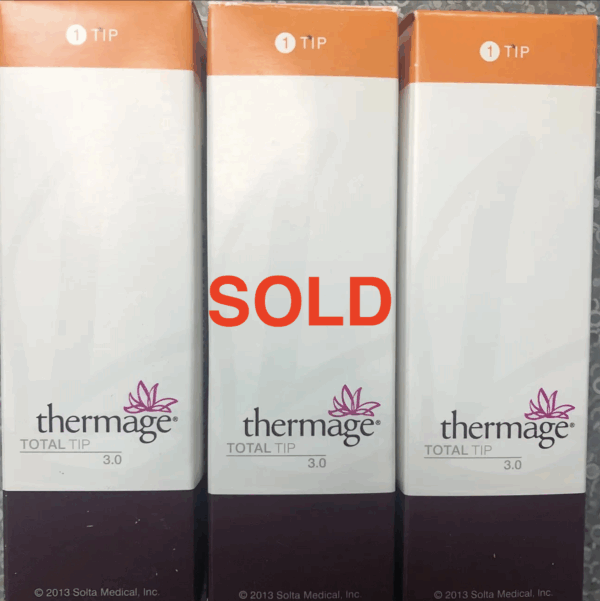 1 TIP
thermage®
TOTAL TIP
3.0
© 2013 Solta Medical, Inc.
1 TIP
SOLD
thermage®
TOTAL TIP
3.0
© 2013 Solta Medical, Inc.
1 TIP
thermage®
TOTAL TIP
3.0
© 2013 Solta Medical, Inc.